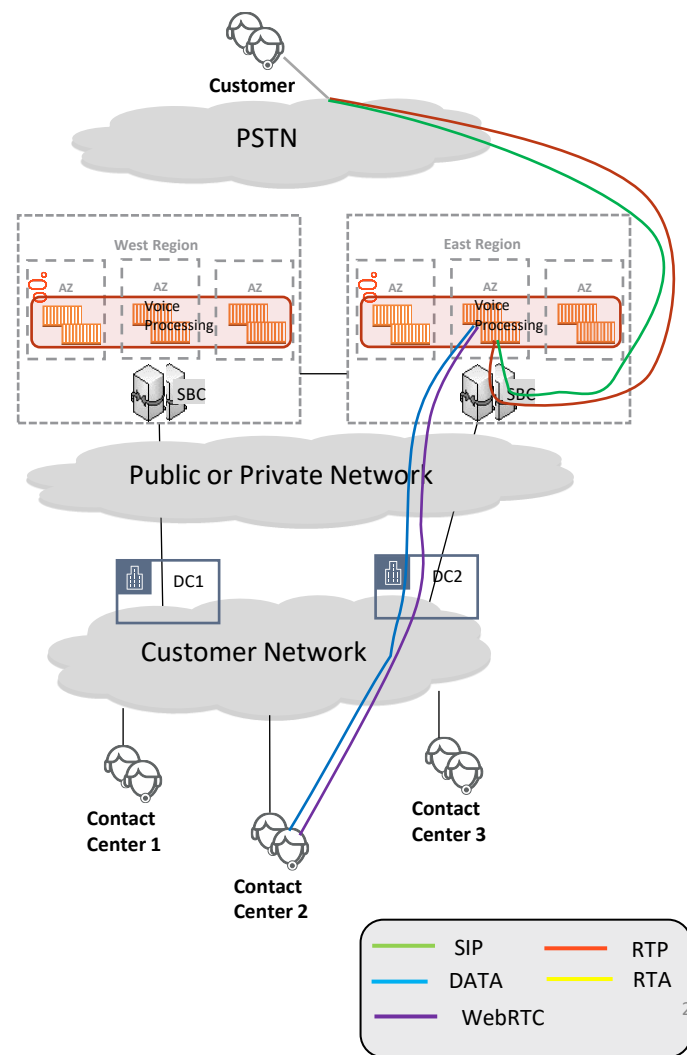 Customer
PSTN
West Region
East Region
AZ
AZ
AZ
AZ
AZ
AZ
Voice
Processing
Voice
Processing
SBC
SBC
Public or Private Network
DC1
DC2
Customer Network
Contact
Center 1
Contact
Center 2
Contact
Center 3
SIP
RTP
DATA
RTA
WebRTC
2